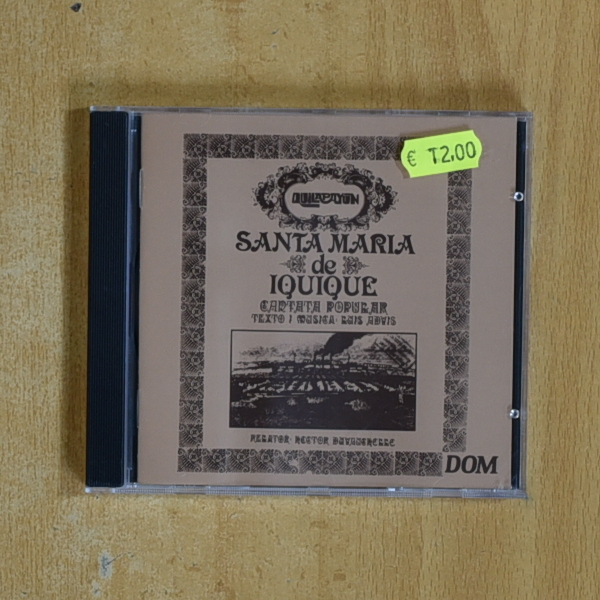 € 12.00
QUILAPAYUN
SANTA MARIA
de
IQUIQUE
CANTATA POPULAR
TEXTO I MUSICA · LUIS ADVIS
RELATOR · HECTOR DUVAUCHELLE
DOM